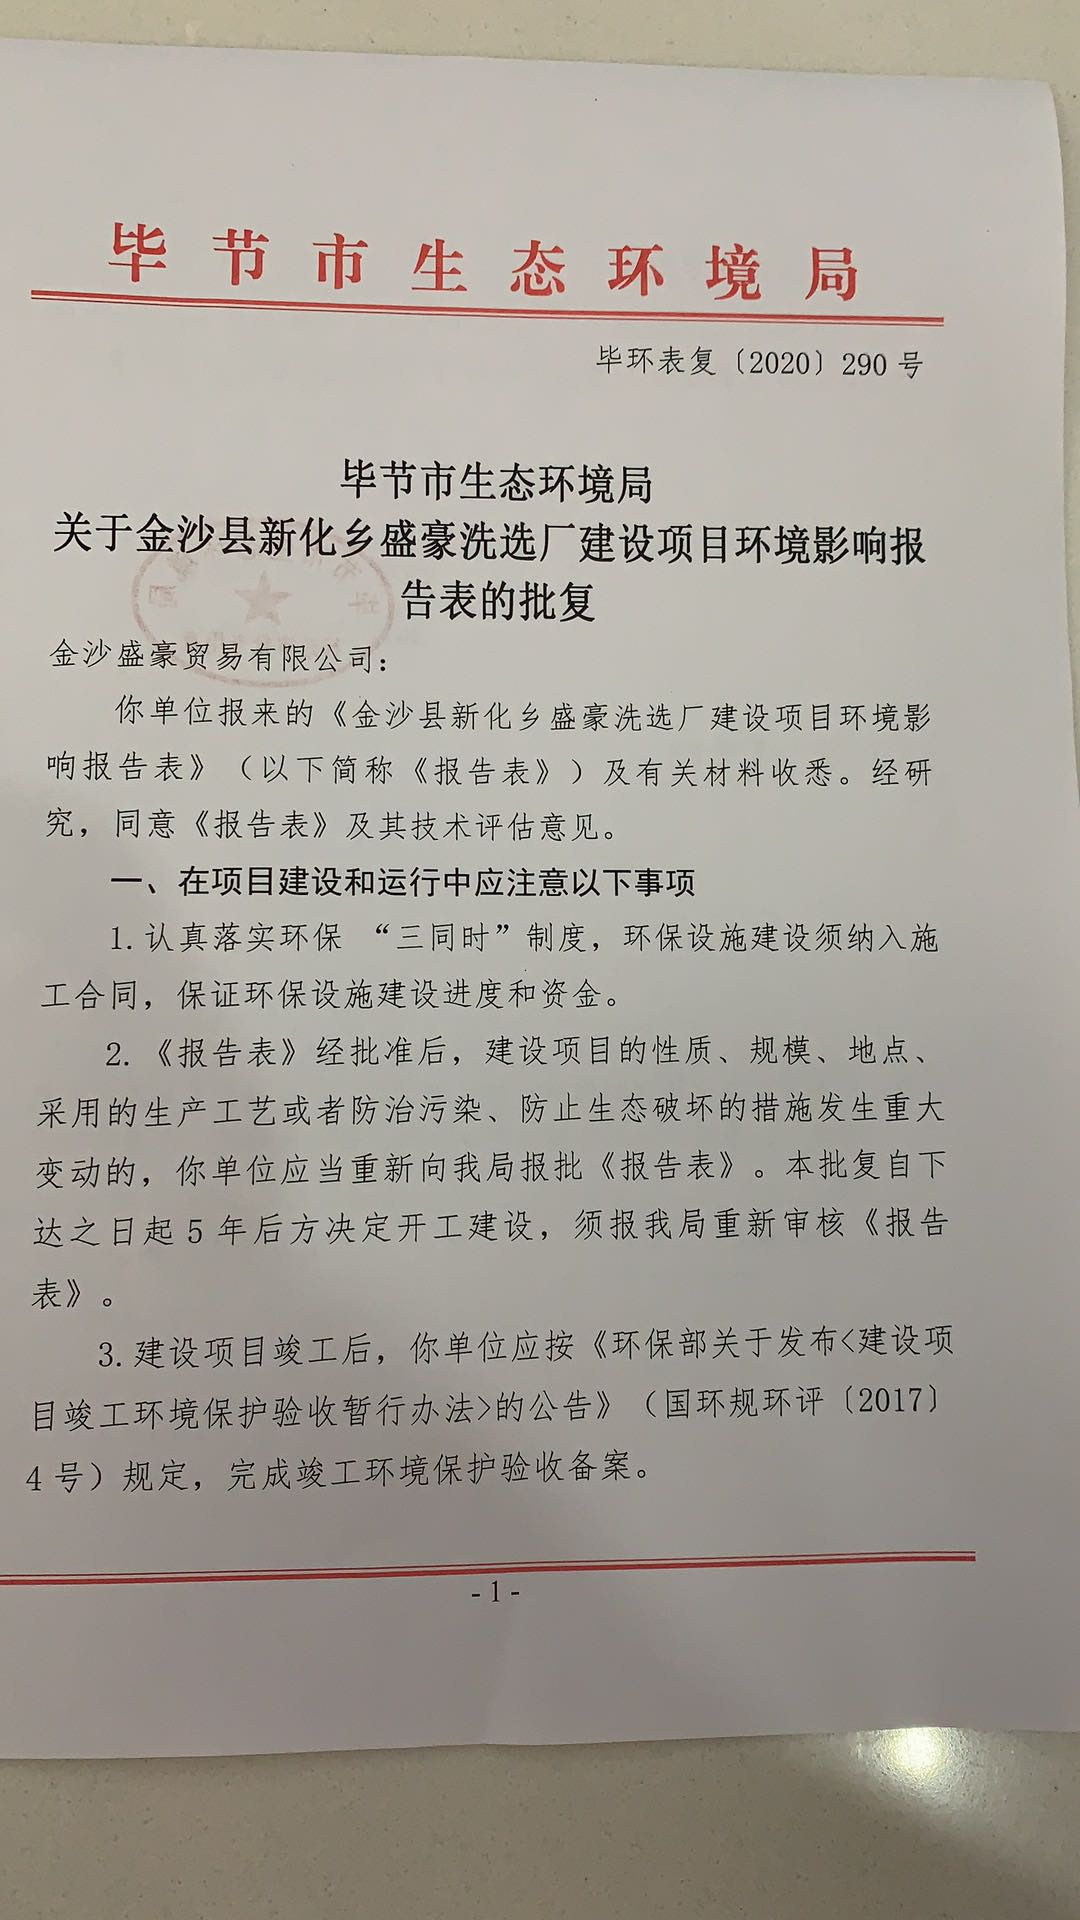 毕节市生态环境局
毕环表复〔2020〕290号
毕节市生态环境局
关于金沙县新化乡盛豪洗选厂建设项目环境影响报
告表的批复
金沙盛豪贸易有限公司：
你单位报来的《金沙县新化乡盛豪洗选厂建设项目环境影
响报告表》（以下简称《报告表》）及有关材料收悉。经研
究，同意《报告表》及其技术评估意见。
一、在项目建设和运行中应注意以下事项
1.认真落实环保 “三同时”制度，环保设施建设须纳入施
工合同，保证环保设施建设进度和资金。
2.《报告表》经批准后，建设项目的性质、规模、地点、
采用的生产工艺或者防治污染、防止生态破坏的措施发生重大
变动的，你单位应当重新向我局报批《报告表》。本批复自下
达之日起 5 年后方决定开工建设，须报我局重新审核《报告
表》。
3.建设项目竣工后，你单位应按《环保部关于发布<建设项
目竣工环境保护验收暂行办法>的公告》（国环规环评〔2017〕
4 号）规定，完成竣工环境保护验收备案。
- 1 -